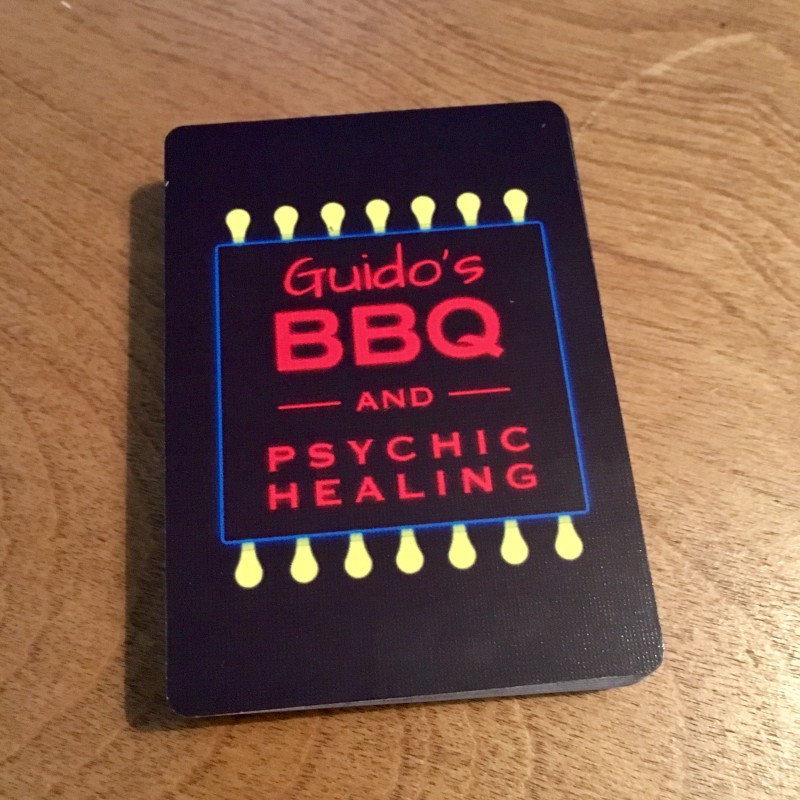 Guido's
BBQ
AND
PSYCHIC
HEALING